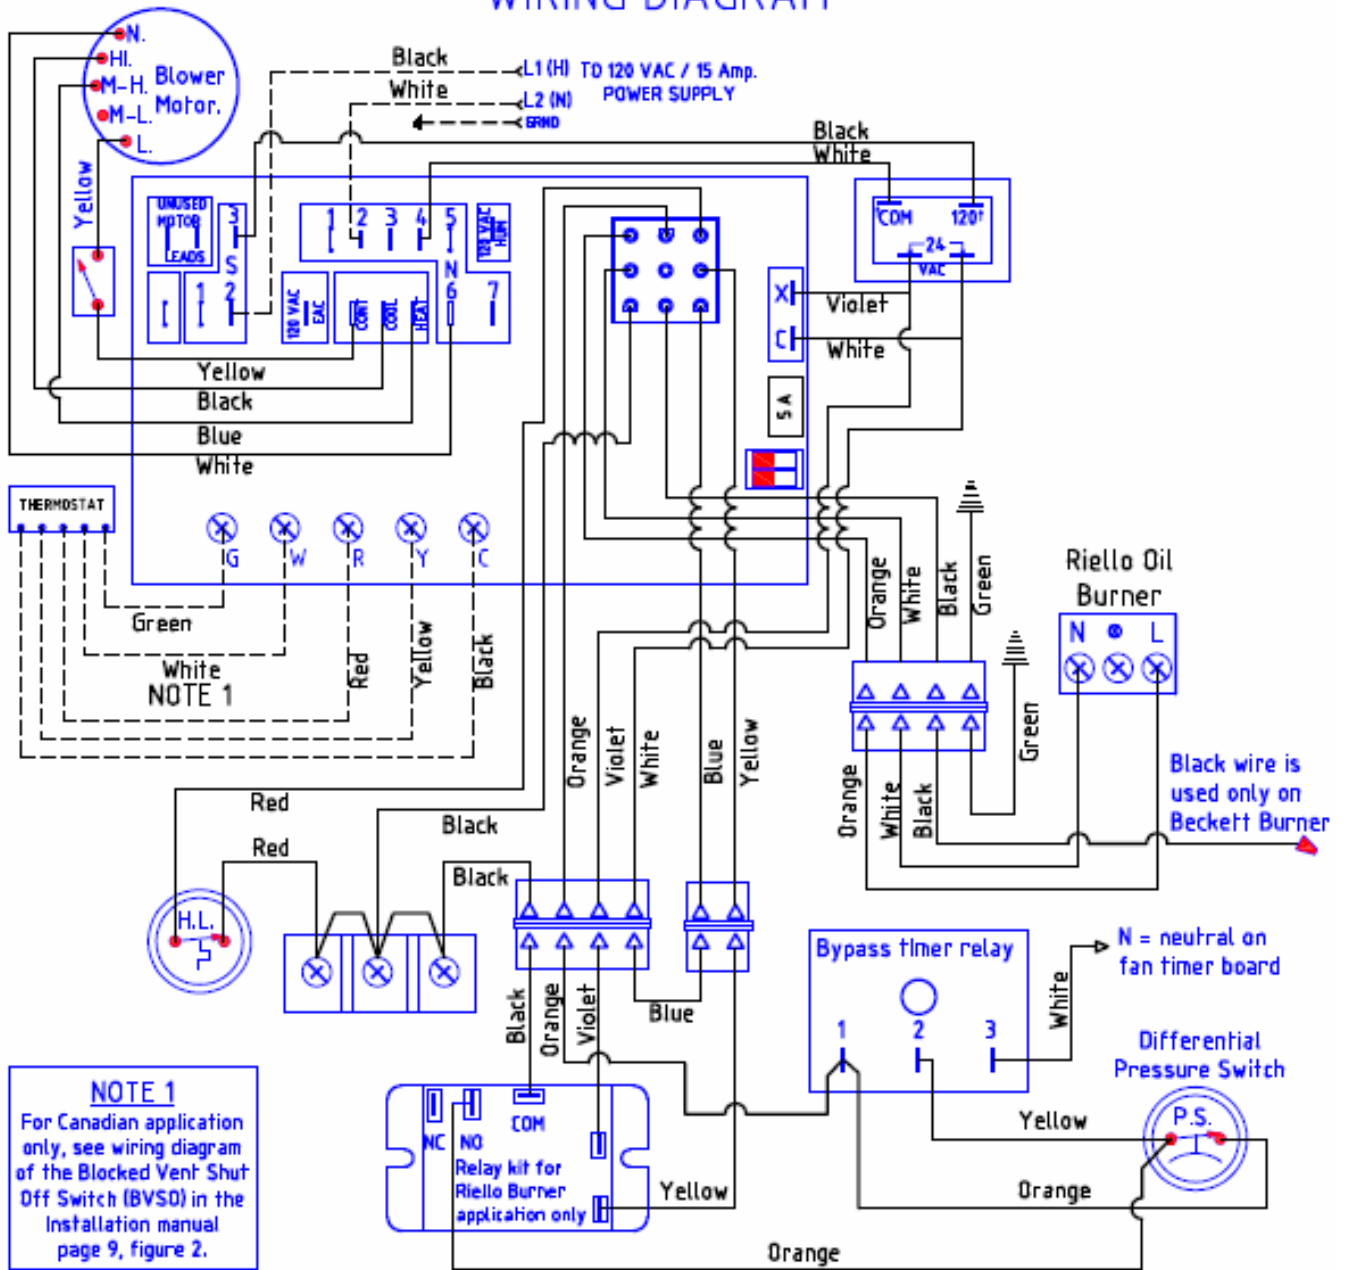 WIRING DIAGRAM
N.
HI.
M-H.
M-L.
L.
Blower
Motor.
Black
White
L1 (H)
L2 (N)
GRND
TO 120 VAC / 15 Amp.
POWER SUPPLY
Black
White
Yellow
UNUSED
MOTOR
LEADS
3
S
1
2
1
2
3
4
5
N
6
7
120 VAC
HUM
120 VAC
EAC
CONT
COOL
HEAT
COM
120
24
VAC
X
C
Violet
White
5 A
Yellow
Black
Blue
White
THERMOSTAT
G
W
R
Y
C
Green
White
NOTE 1
Red
Yellow
Black
Orange
White
Black
Green
Riello Oil
Burner
N
L
Green
Orange
Violet
White
Blue
Yellow
Orange
White
Black
Black wire is
used only on
Beckett Burner
Red
Black
Red
Black
H.L.
Bypass timer relay
1
2
3
White
N = neutral on
fan timer board
Black
Orange
Violet
Blue
Differential
Pressure Switch
P.S.
Yellow
Orange
NC
NO
COM
Relay kit for
Riello Burner
application only
Yellow
Orange
NOTE 1
For Canadian application
only, see wiring diagram
of the Blocked Vent Shut
Off Switch (BVSO) in the
Installation manual
page 9, figure 2.